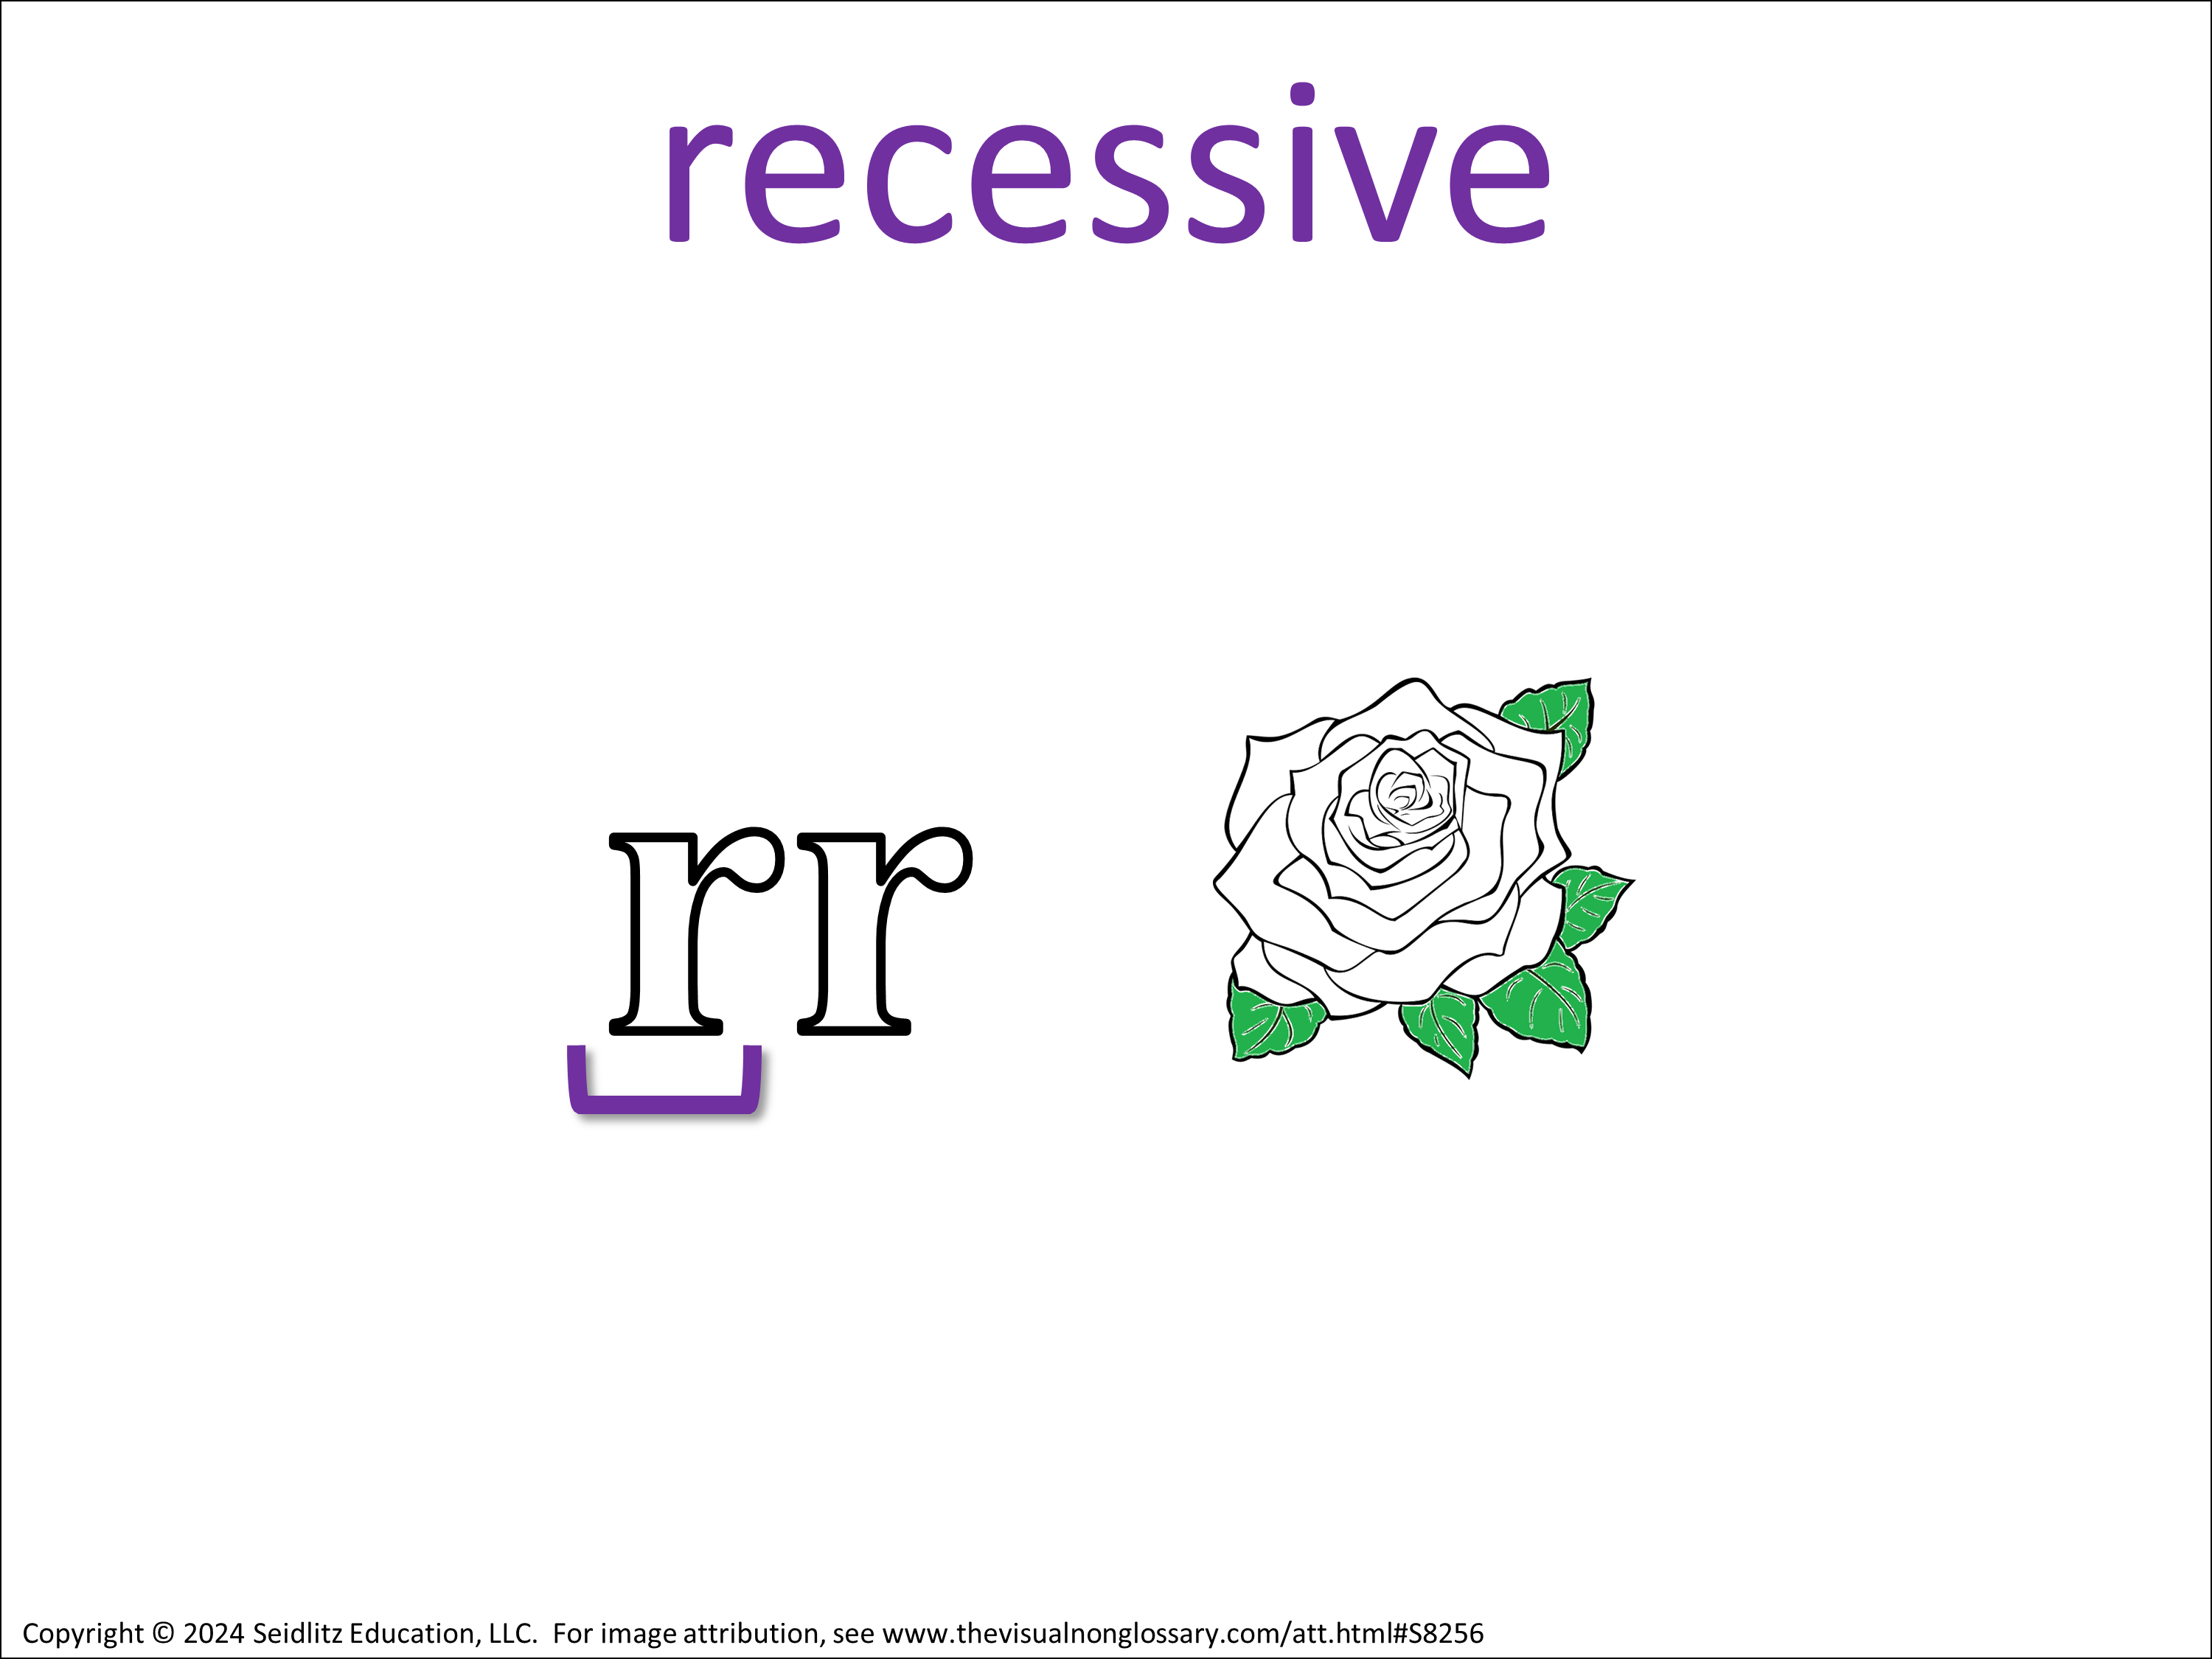 recessive
rr
Copyright © 2024 Seidlitz Education, LLC.  For image attribution, see www.thevisualnonglossary.com/att.html#S8256